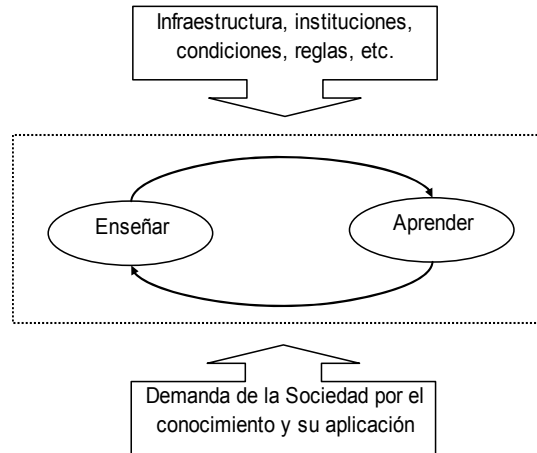 Infraestructura, instituciones,
condiciones, reglas, etc.
Enseñar
Aprender
Demanda de la Sociedad por el
conocimiento y su aplicación